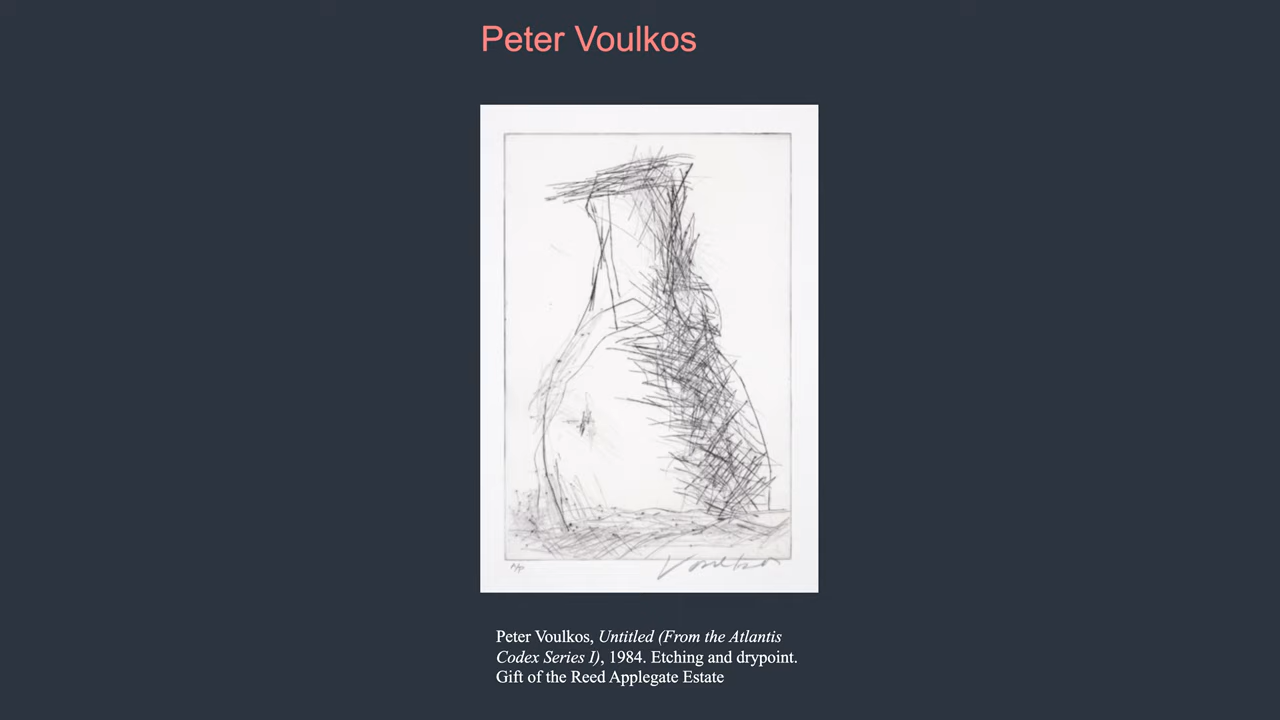 Peter Voulkos
Voulkos
Peter Voulkos, Untitled (From the Atlantis
Codex Series I), 1984. Etching and drypoint.
Gift of the Reed Applegate Estate